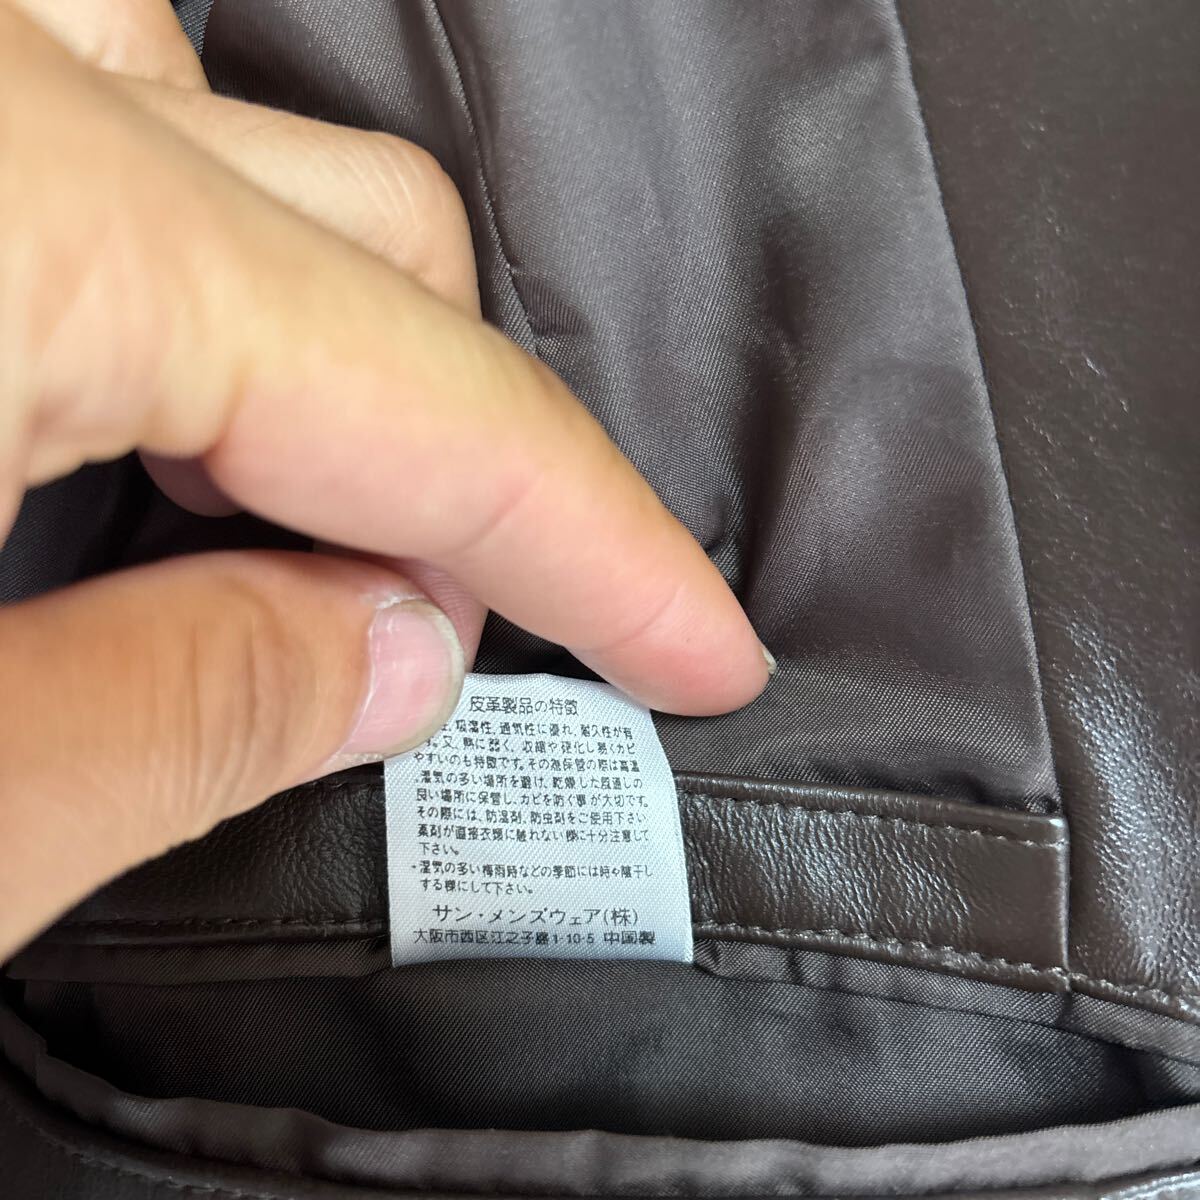 皮革製品の特徴
性, 吸湿性, 通気性に優れ, 耐久性が有
す。又, 熱に弱く, 収縮や硬化し易くカビ
やすいのも特徴です。その為保管の際は高温
,湿気の多い場所を避け, 乾燥した風通しの
良い場所に保管し, カビを防ぐ事が大切です。
その際には, 防湿剤, 防虫剤をご使用下さい
薬剤が直接衣類に触れない様に十分注意して
下さい。
・湿気の多い梅雨時などの季節には時々陰干し
する様にして下さい。
サン・メンズウェア(株)
大阪市西区江之子島1-10-5 中国製